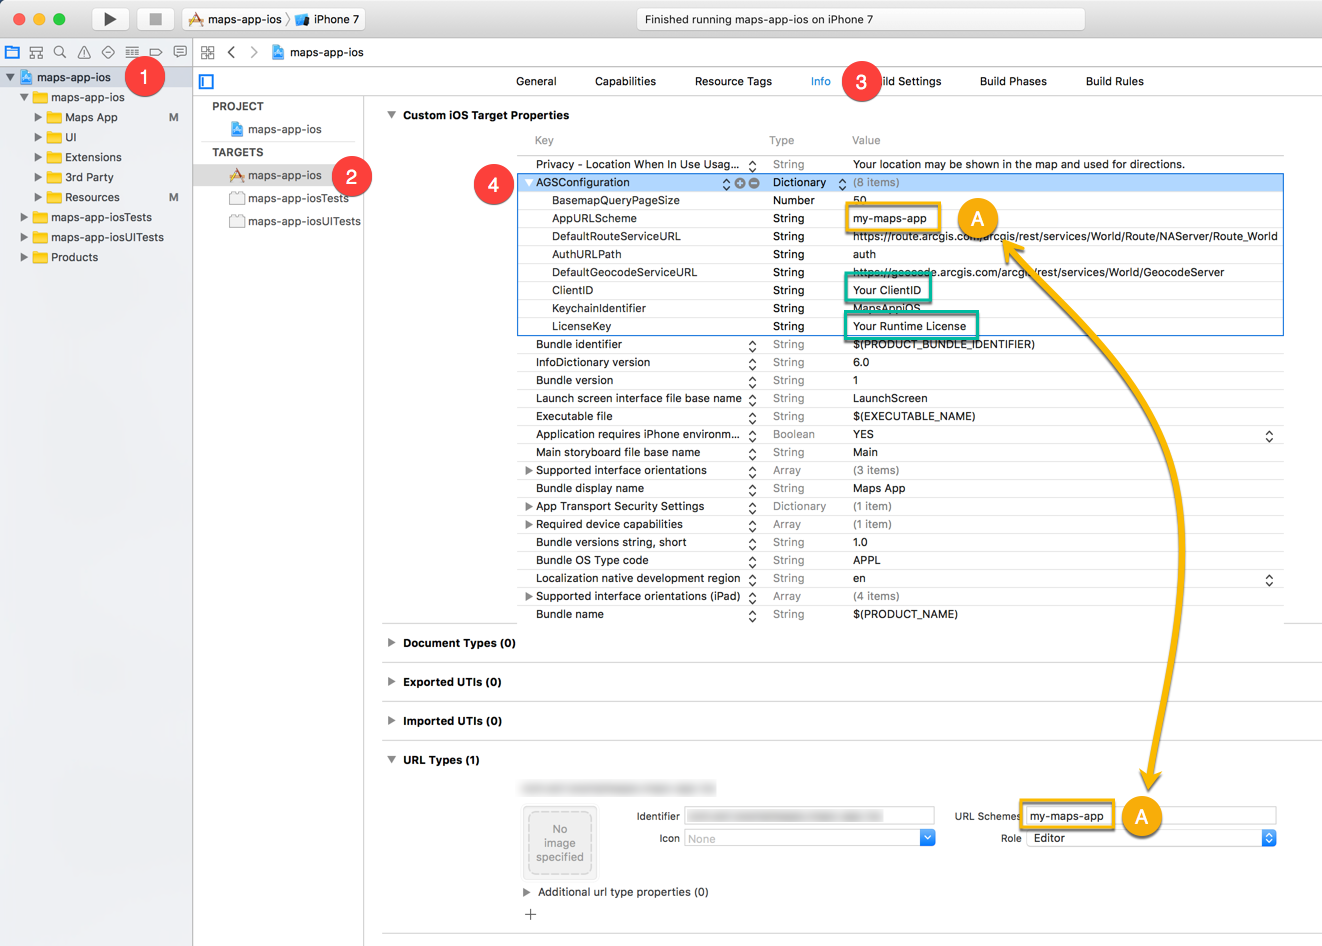 maps-app-ios
iPhone 7
Finished running maps-app-ios on iPhone 7
maps-app-ios
maps-app-ios
1
maps-app-ios
Maps App M
UI
Extensions
3rd Party
Resources M
maps-app-iosTests
maps-app-iosUITests
Products
PROJECT
maps-app-ios
TARGETS
maps-app-ios
2
maps-app-iosTests
maps-app-iosUITests
General Capabilities Resource Tags Info 3 ild Settings Build Phases Build Rules
Custom iOS Target Properties
Key Type Value
Privacy - Location When In Use Usag... String Your location may be shown in the map and used for directions.
4
AGSConfiguration Dictionary (8 items)
BasemapQueryPageSize Number 50
AppURLScheme String my-maps-app
A
DefaultRouteServiceURL String https://route.arcgis.com/arcgis/rest/services/World/Route/NAServer/Route_World
AuthURLPath String auth
DefaultGeocodeServiceURL String https://geocode.arcgis.com/arcgis/rest/services/World/GeocodeServer
ClientID String Your ClientID
KeychainIdentifier String MapsAppiOS
LicenseKey String Your Runtime License
Bundle identifier String $(PRODUCT_BUNDLE_IDENTIFIER)
InfoDictionary version String 6.0
Bundle version String 1
Launch screen interface file base name String LaunchScreen
Executable file String $(EXECUTABLE_NAME)
Application requires iPhone environm... Boolean YES
Main storyboard file base name String Main
Supported interface orientations Array (3 items)
Bundle display name String Maps App
App Transport Security Settings Dictionary (1 item)
Required device capabilities Array (1 item)
Bundle versions string, short String 1.0
Bundle OS Type code String APPL
Localization native development region String en
Supported interface orientations (iPad) Array (4 items)
Bundle name String $(PRODUCT_NAME)
Document Types (0)
Exported UTIs (0)
Imported UTIs (0)
URL Types (1)
No
image
specified
Identifier
URL Schemes my-maps-app
A
Icon None
Role Editor
Additional url type properties (0)